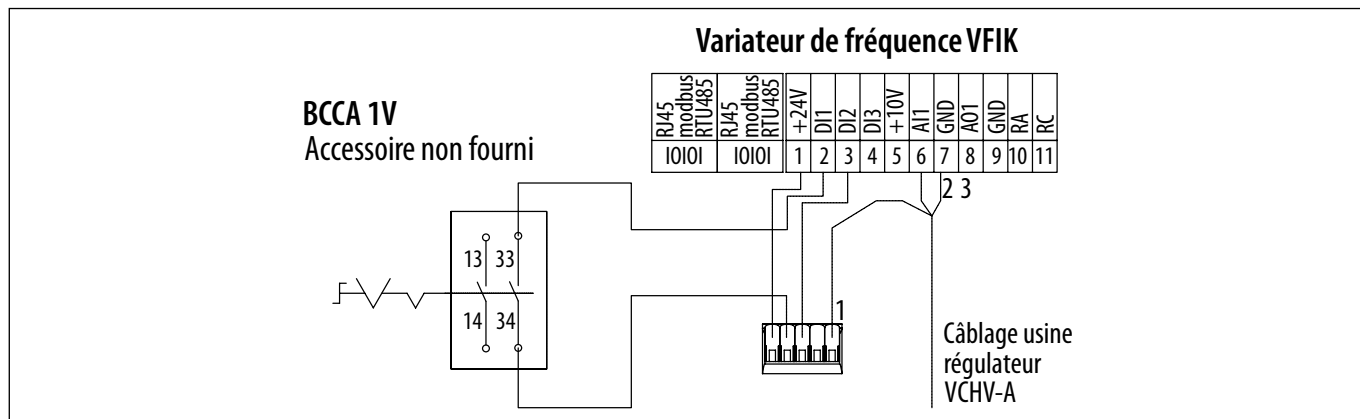 Variateur de fréquence VFIK
BCCA 1V
Accessoire non fourni
RJ45 modbus RTU485
RJ45 modbus RTU485
+24V
DI1
DI2
DI3
+10V
AI1
GND
AO1
GND
RA
RC
IOIOI IOIOI 1 2 3 4 5 6 7 8 9 10 11
2 3
13 33
14 34
1
Câblage usine
régulateur
VCHV-A